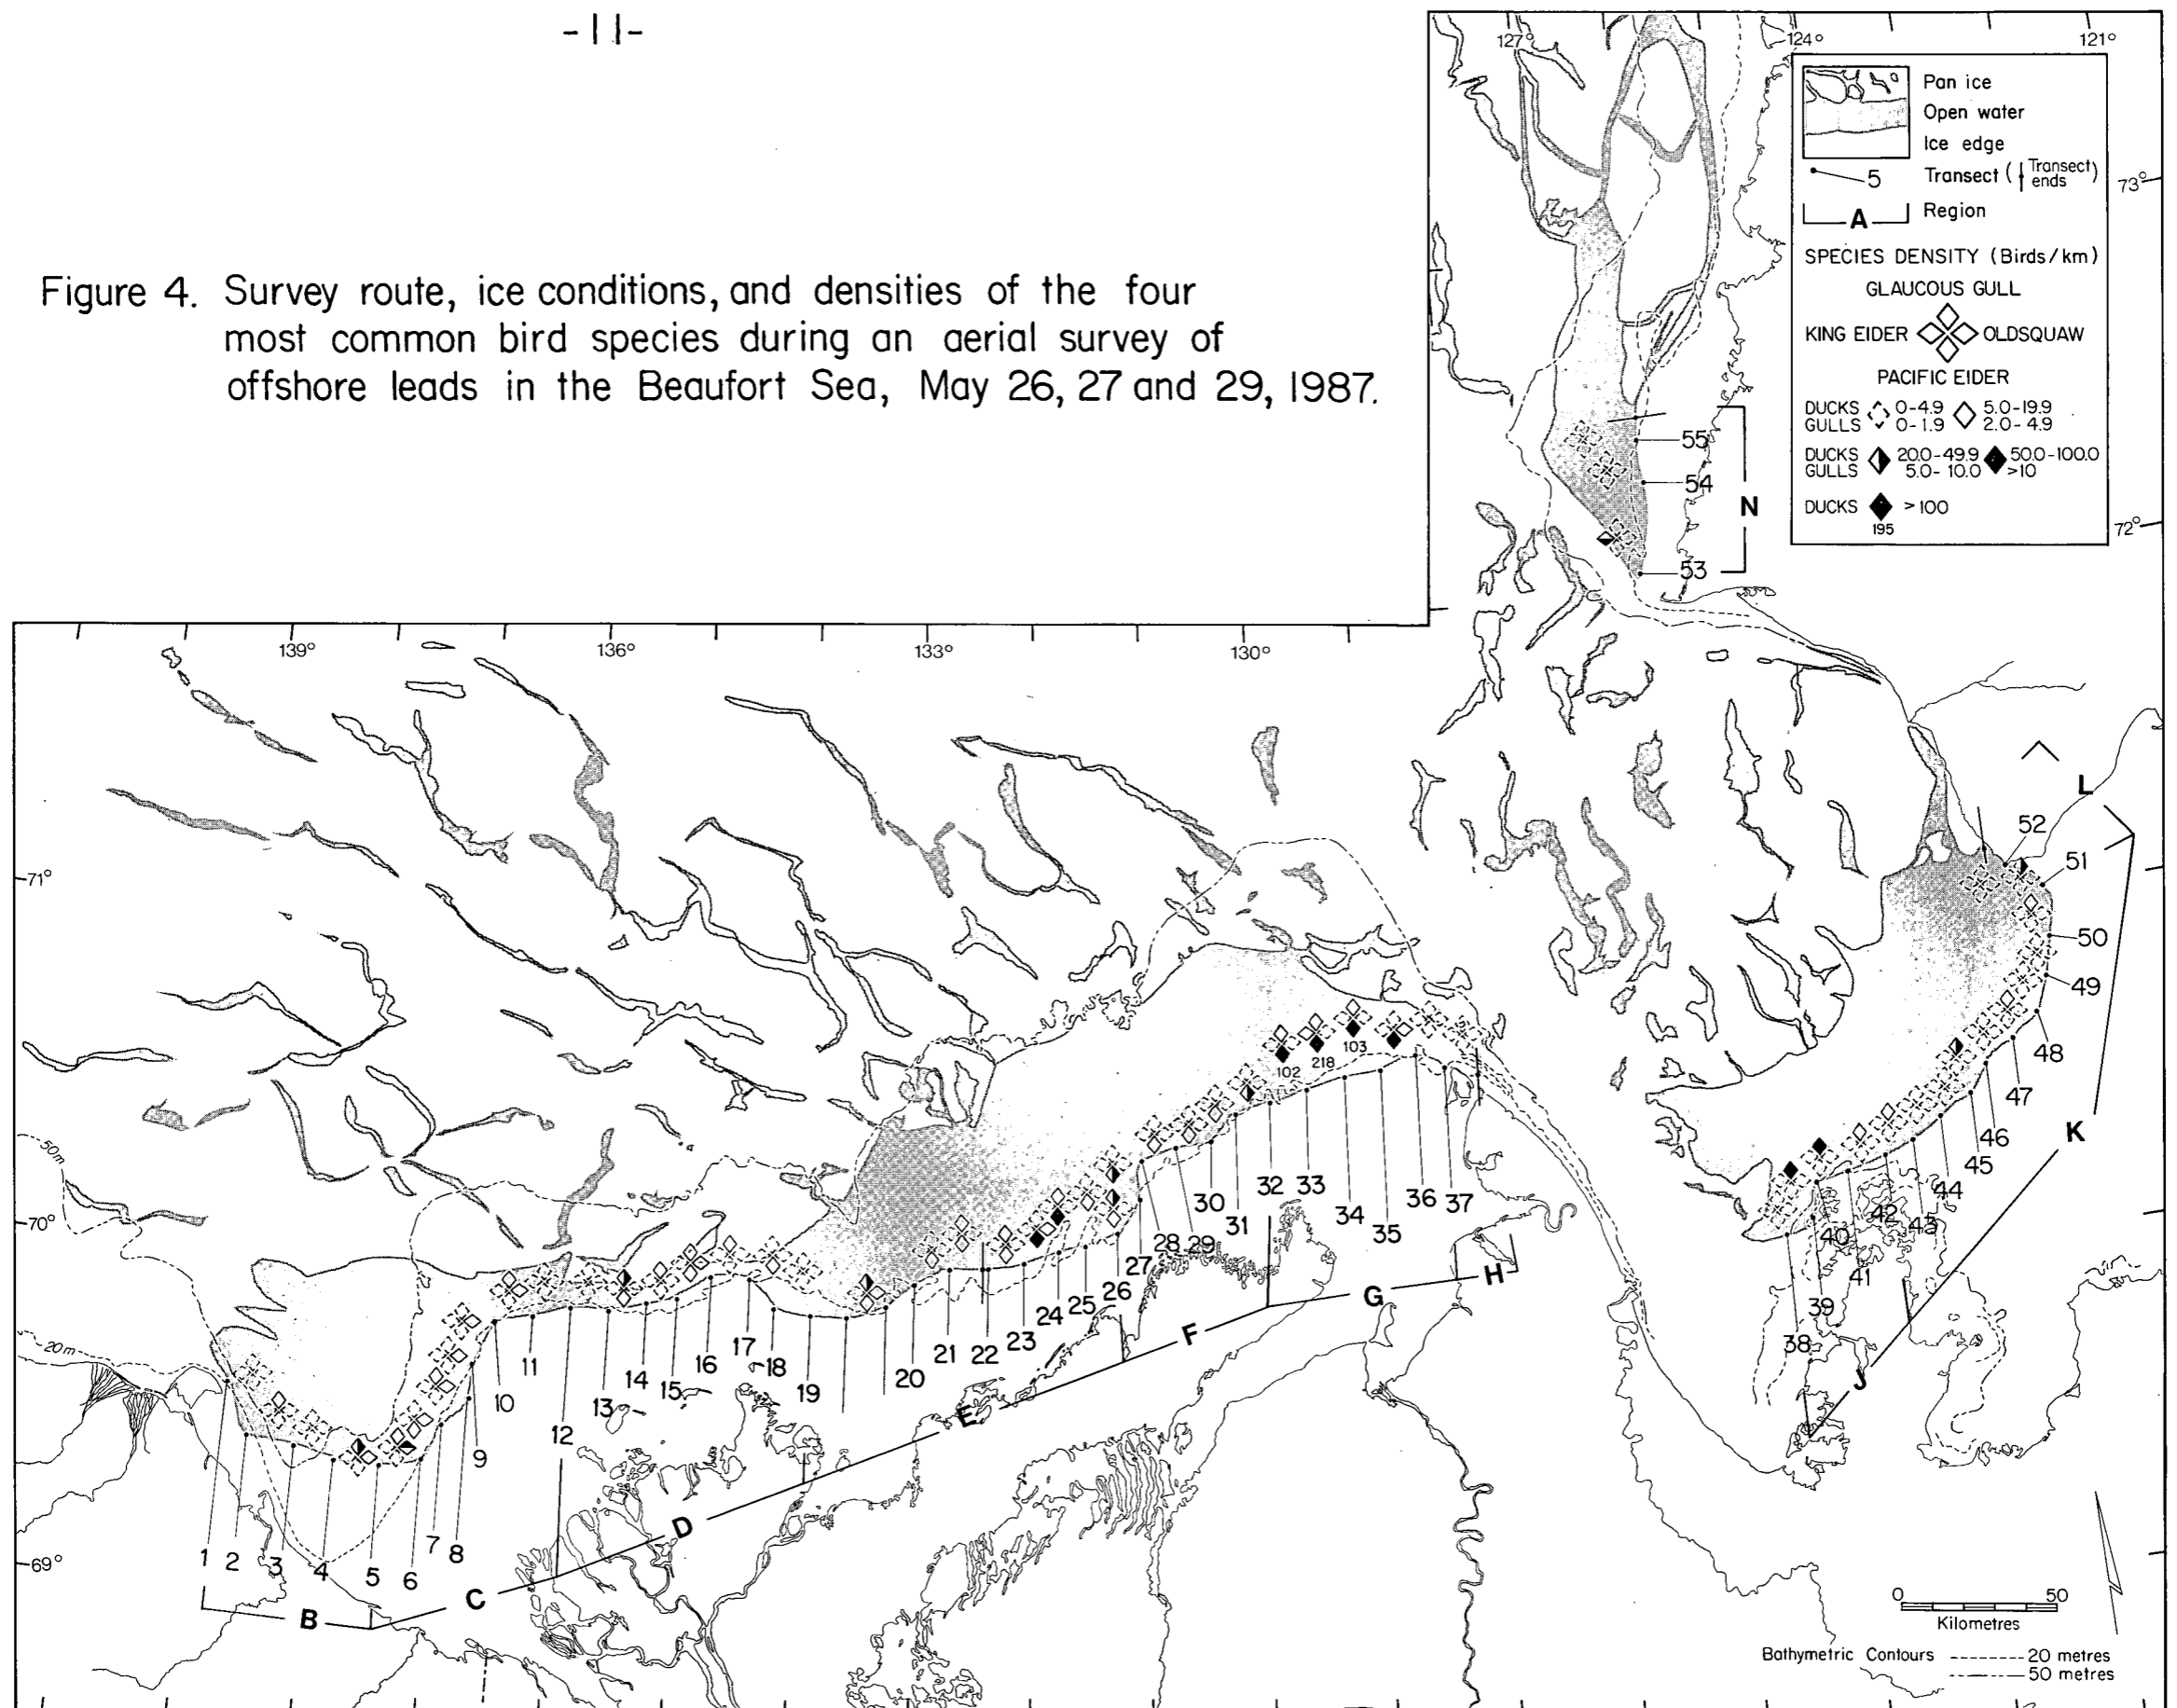 -11-
Figure 4. Survey route, ice conditions, and densities of the four
most common bird species during an aerial survey of
offshore leads in the Beaufort Sea, May 26, 27 and 29, 1987.
127° 124° 121°
Pan ice
Open water
Ice edge
5 Transect ( Transect ends )
A Region
SPECIES DENSITY (Birds/km)
GLAUCOUS GULL
KING EIDER OLDSQUAW
PACIFIC EIDER
DUCKS 0-4.9 5.0-19.9
GULLS 0-1.9 2.0-4.9
DUCKS 20.0-49.9 50.0-100.0
GULLS 5.0-10.0 >10
DUCKS >100
195
73°
72°
55
54
N
53
139° 136° 133° 130°
71°
70°
69°
50m
20m
L
52
51
50
49
48
47
46
45
44
43
42
41
40
39
38
K
J
102
218
103
1
2
3
4
5
6
7
8
9
10
11
12
13
14
15
16
17
18
19
20
21
22
23
24
25
26
27
28
29
30
31
32
33
34
35
36
37
B
C
D
E
F
G
H
0 50
Kilometres
Bathymetric Contours 20 metres
50 metres